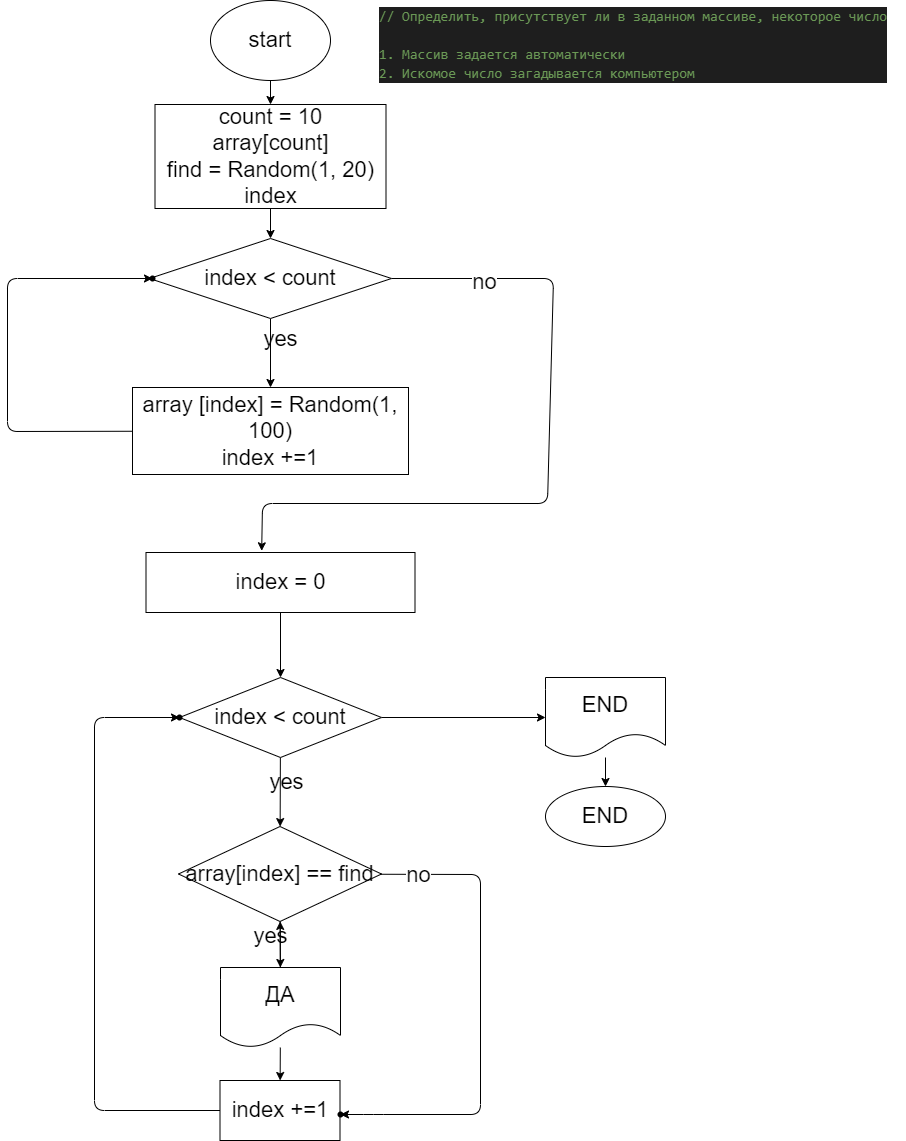 // Определить, присутствует ли в заданном массиве, некоторое число
1. Массив задается автоматически
2. Искомое число загадывается компьютером
start
count = 10
array[count]
find = Random(1, 20)
index
index < count
no
yes
array [index] = Random(1,
100)
index +=1
index = 0
index < count
END
yes
END
array[index] == find
no
yes
ДА
index +=1